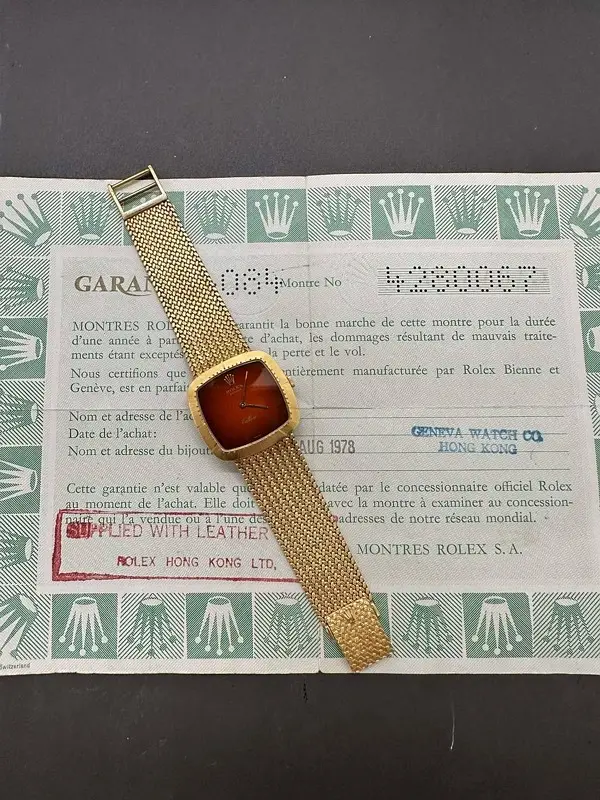 GARAN 084 Montre No 4280067
MONTRES ROL garantit la bonne marche de cette montre pour la durée
d'une année à par e d'achat, les dommages résultant de mauvais traite-
ments étant exceptés la perte et le vol.
Nous certifions que entièrement manufacturée par Rolex Bienne et
Genève, est en parfai
Nom et adresse de l'ac
Date de l'achat:
Nom et adresse du bijou AUG 1978
GENEVA WATCH CO.
HONG KONG
Cette garantie n'est valable que datée par le concessionnaire officiel Rolex
au moment de l'achat. Elle doit avec la montre à examiner au concession-
naire qui l'a vendue ou à l'une des adresses de notre réseau mondial.
SUPPLIED WITH LEATHER
ROLEX HONG KONG LTD,
MONTRES ROLEX S.A.
Switzerland
ROLEX
Cellini